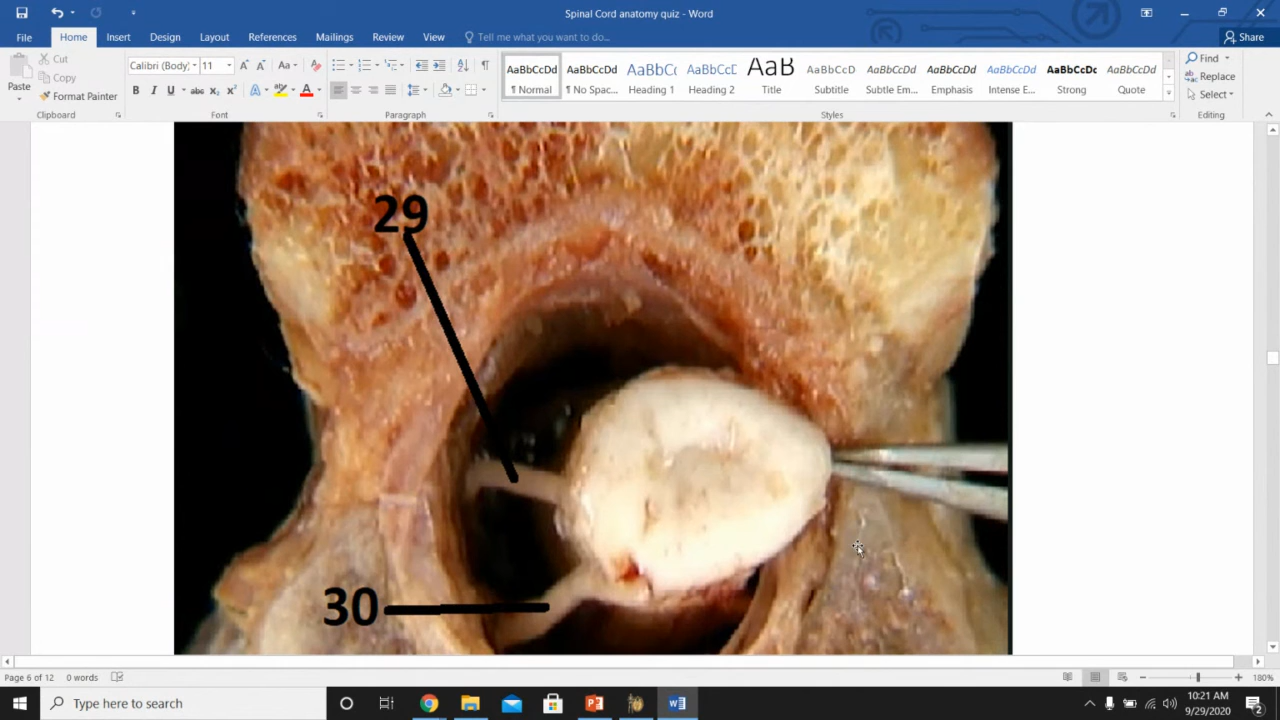 Spinal Cord anatomy quiz - Word
File Home Insert Design Layout References Mailings Review View Tell me what you want to do... Share
Paste
Cut
Copy
Format Painter
Clipboard
Calibri (Body) 11
Font
Paragraph
AaBbCcDd AaBbCcDd AaBbCc AaBbCcD AaB AaBbCcD AaBbCcDd AaBbCcDd AaBbCcDd AaBbCcDc AaBbCcDd
¶ Normal ¶ No Spac... Heading 1 Heading 2 Title Subtitle Subtle Em... Emphasis Intense E... Strong Quote
Styles
Find
Replace
Select
Editing
29
30
Page 6 of 12 0 words 180%
Type here to search
10:21 AM
9/29/2020
2